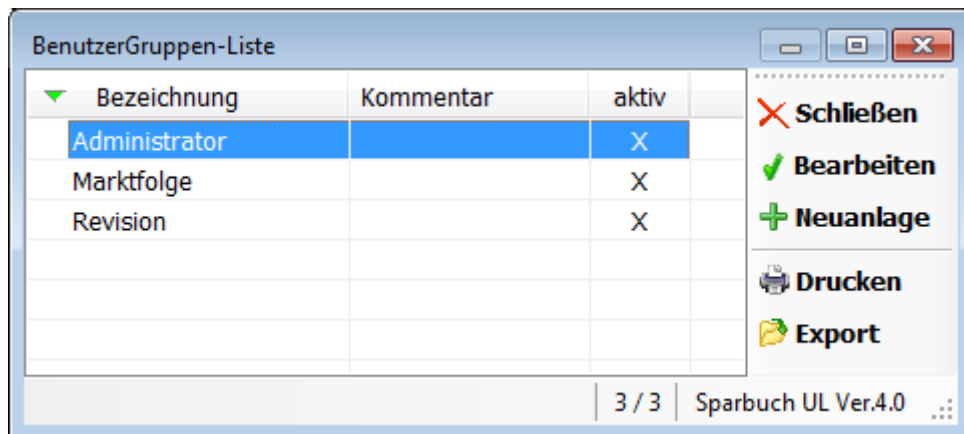 BenutzerGruppen-Liste
Bezeichnung Kommentar aktiv
Administrator X
Marktfolge X
Revision X
Schließen
Bearbeiten
Neuanlage
Drucken
Export
3 / 3 Sparbuch UL Ver.4.0